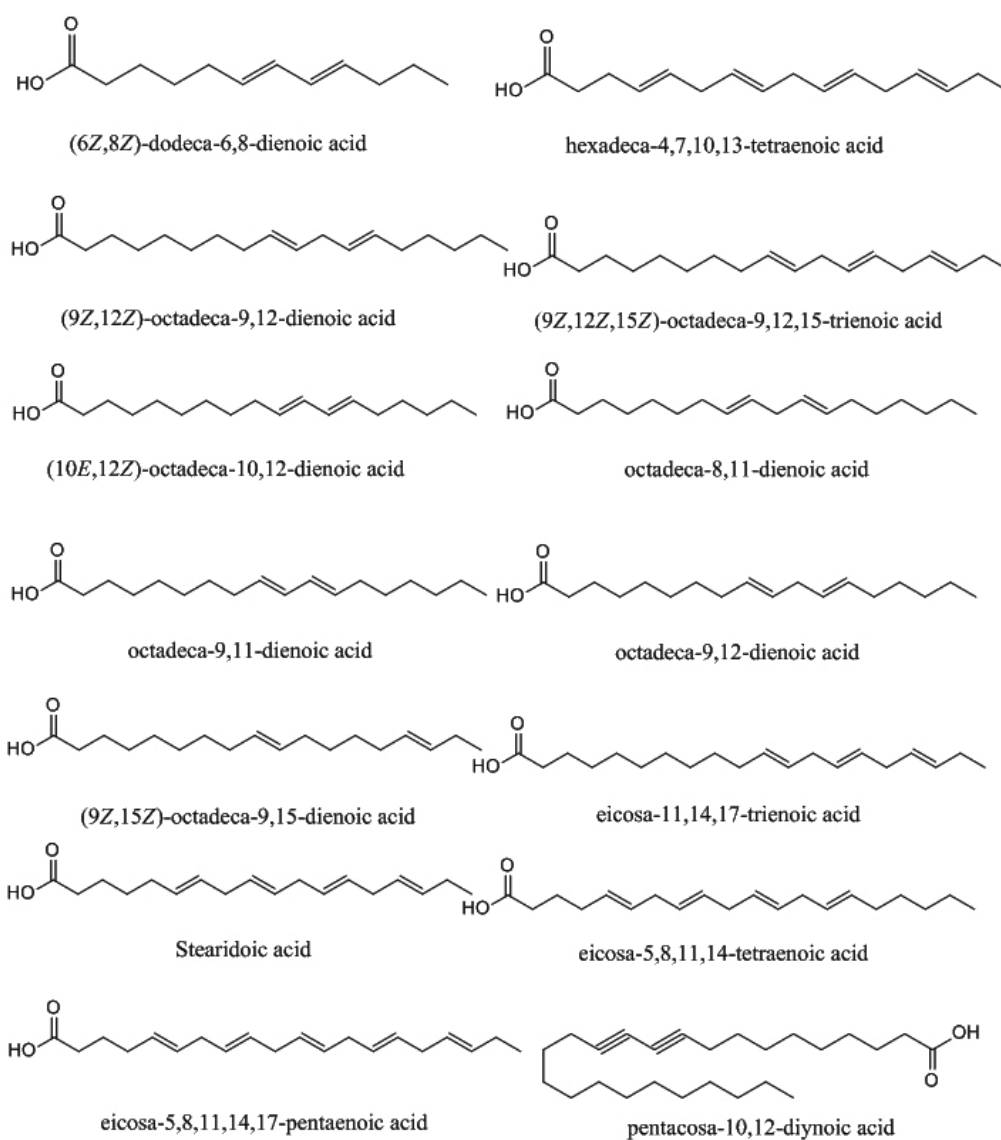 O
HO
(6Z,8Z)-dodeca-6,8-dienoic acid
O
HO
hexadeca-4,7,10,13-tetraenoic acid
O
HO
(9Z,12Z)-octadeca-9,12-dienoic acid
O
HO
(9Z,12Z,15Z)-octadeca-9,12,15-trienoic acid
O
HO
(10E,12Z)-octadeca-10,12-dienoic acid
O
HO
octadeca-8,11-dienoic acid
O
HO
octadeca-9,11-dienoic acid
O
HO
octadeca-9,12-dienoic acid
O
HO
(9Z,15Z)-octadeca-9,15-dienoic acid
O
HO
eicosa-11,14,17-trienoic acid
O
HO
Stearidoic acid
O
HO
eicosa-5,8,11,14-tetraenoic acid
O
HO
eicosa-5,8,11,14,17-pentaenoic acid
OH
O
pentacosa-10,12-diynoic acid